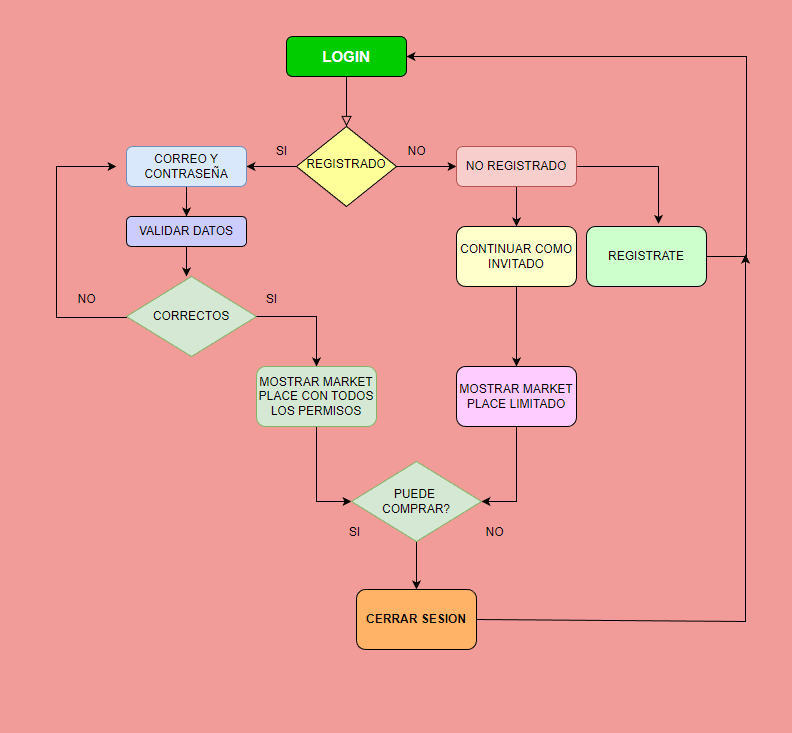 LOGIN
SI
REGISTRADO
NO
CORREO Y
CONTRASEÑA
NO REGISTRADO
VALIDAR DATOS
CONTINUAR COMO
INVITADO
REGISTRATE
NO
CORRECTOS
SI
MOSTRAR MARKET
PLACE CON TODOS
LOS PERMISOS
MOSTRAR MARKET
PLACE LIMITADO
PUEDE
COMPRAR?
SI
NO
CERRAR SESION